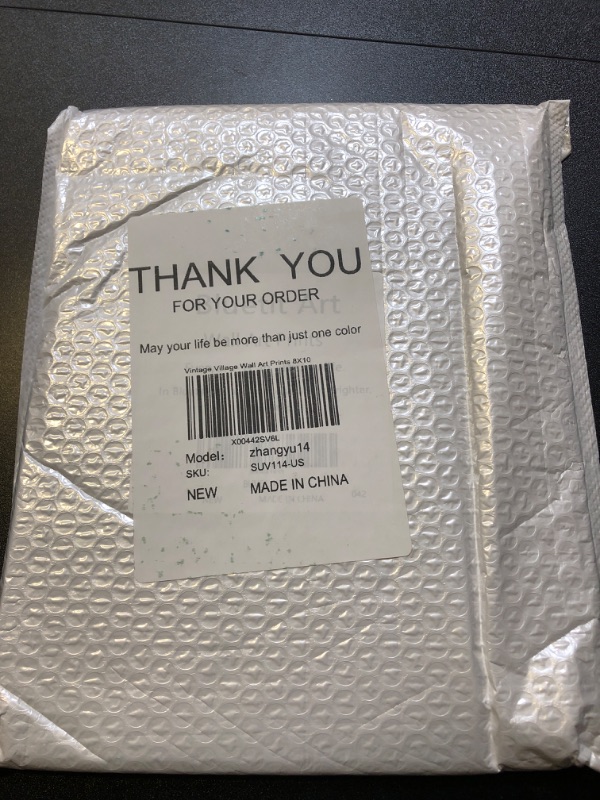 THANK YOU
FOR YOUR ORDER
May your life be more than just one color
Vintage Village Wall Art Prints 8X10
X00442SV6L
Model: zhangyu14
SKU: SUV114-US
NEW MADE IN CHINA